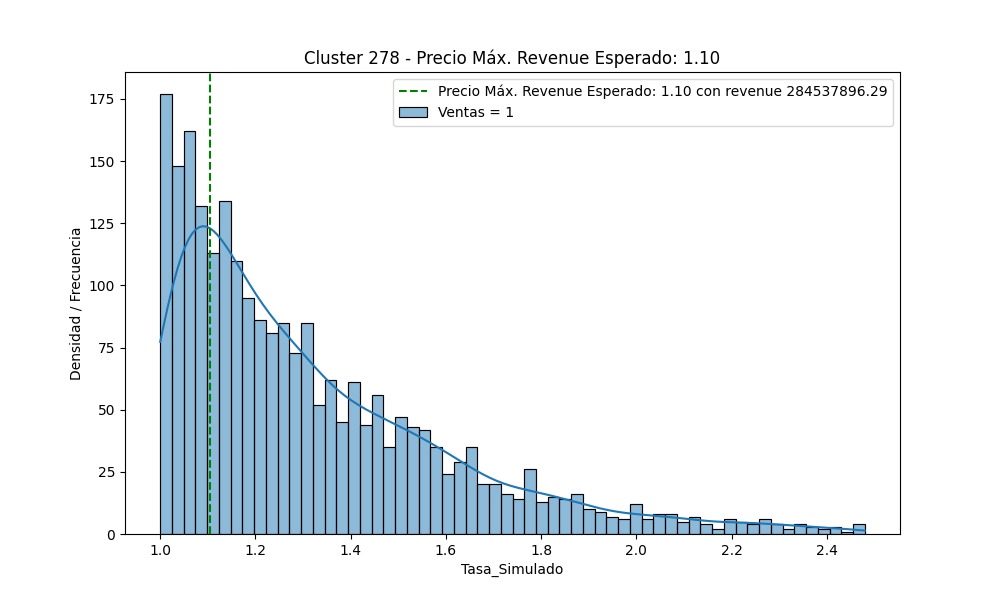 Cluster 278 - Precio Máx. Revenue Esperado: 1.10
Precio Máx. Revenue Esperado: 1.10 con revenue 284537896.29
Ventas = 1
Densidad / Frecuencia
175
150
125
100
75
50
25
0
1.0 1.2 1.4 1.6 1.8 2.0 2.2 2.4
Tasa_Simulado